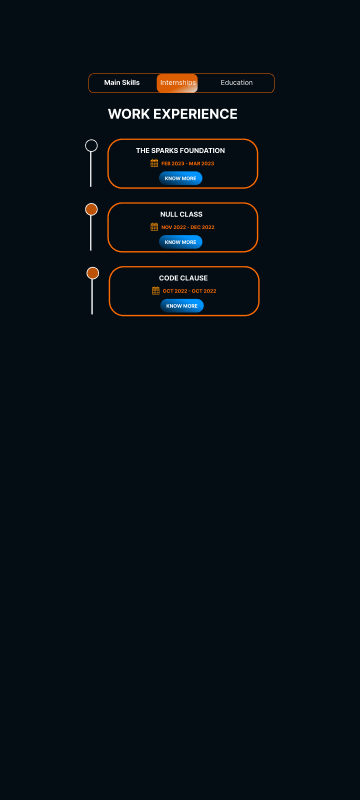 Main Skills
Internships
Education
WORK EXPERIENCE
THE SPARKS FOUNDATION
FEB 2023 - MAR 2023
KNOW MORE
NULL CLASS
NOV 2022 - DEC 2022
KNOW MORE
CODE CLAUSE
OCT 2022 - OCT 2022
KNOW MORE